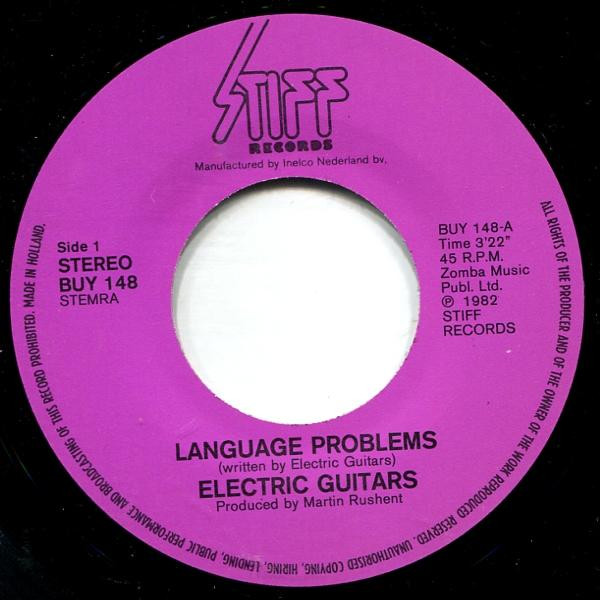 STIFF
RECORDS
Manufactured by Inelco Nederland bv.
Side 1
STEREO
BUY 148
STEMRA
BUY 148-A
Time 3'22"
45 R.P.M.
Zomba Music
Publ. Ltd.
℗ 1982
STIFF
RECORDS
LANGUAGE PROBLEMS
(written by Electric Guitars)
ELECTRIC GUITARS
Produced by Martin Rushent
ALL RIGHTS OF THE PRODUCER AND OF THE OWNER OF THE WORK REPRODUCED RESERVED. UNAUTHORISED COPYING, HIRING, LENDING, PUBLIC PERFORMANCE AND BROADCASTING OF THIS RECORD PROHIBITED. MADE IN HOLLAND.